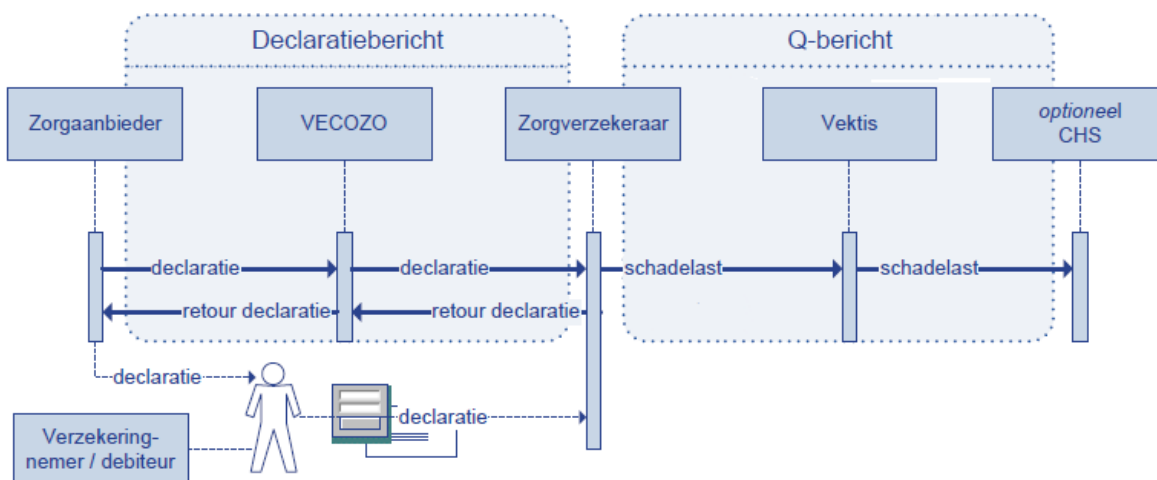 Declaratiebericht
Q-bericht
Zorgaanbieder
VECOZO
Zorgverzekeraar
Vektis
optioneel
CHS
declaratie
declaratie
schadelast
schadelast
retour declaratie
retour declaratie
declaratie
declaratie
Verzekering-
nemer / debiteur